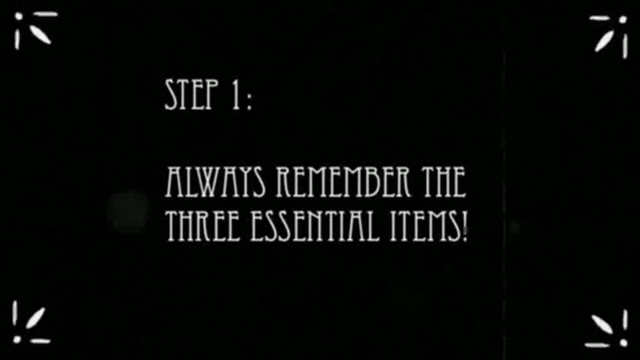 STEP 1:
ALWAYS REMEMBER THE
THREE ESSENTIAL ITEMS!